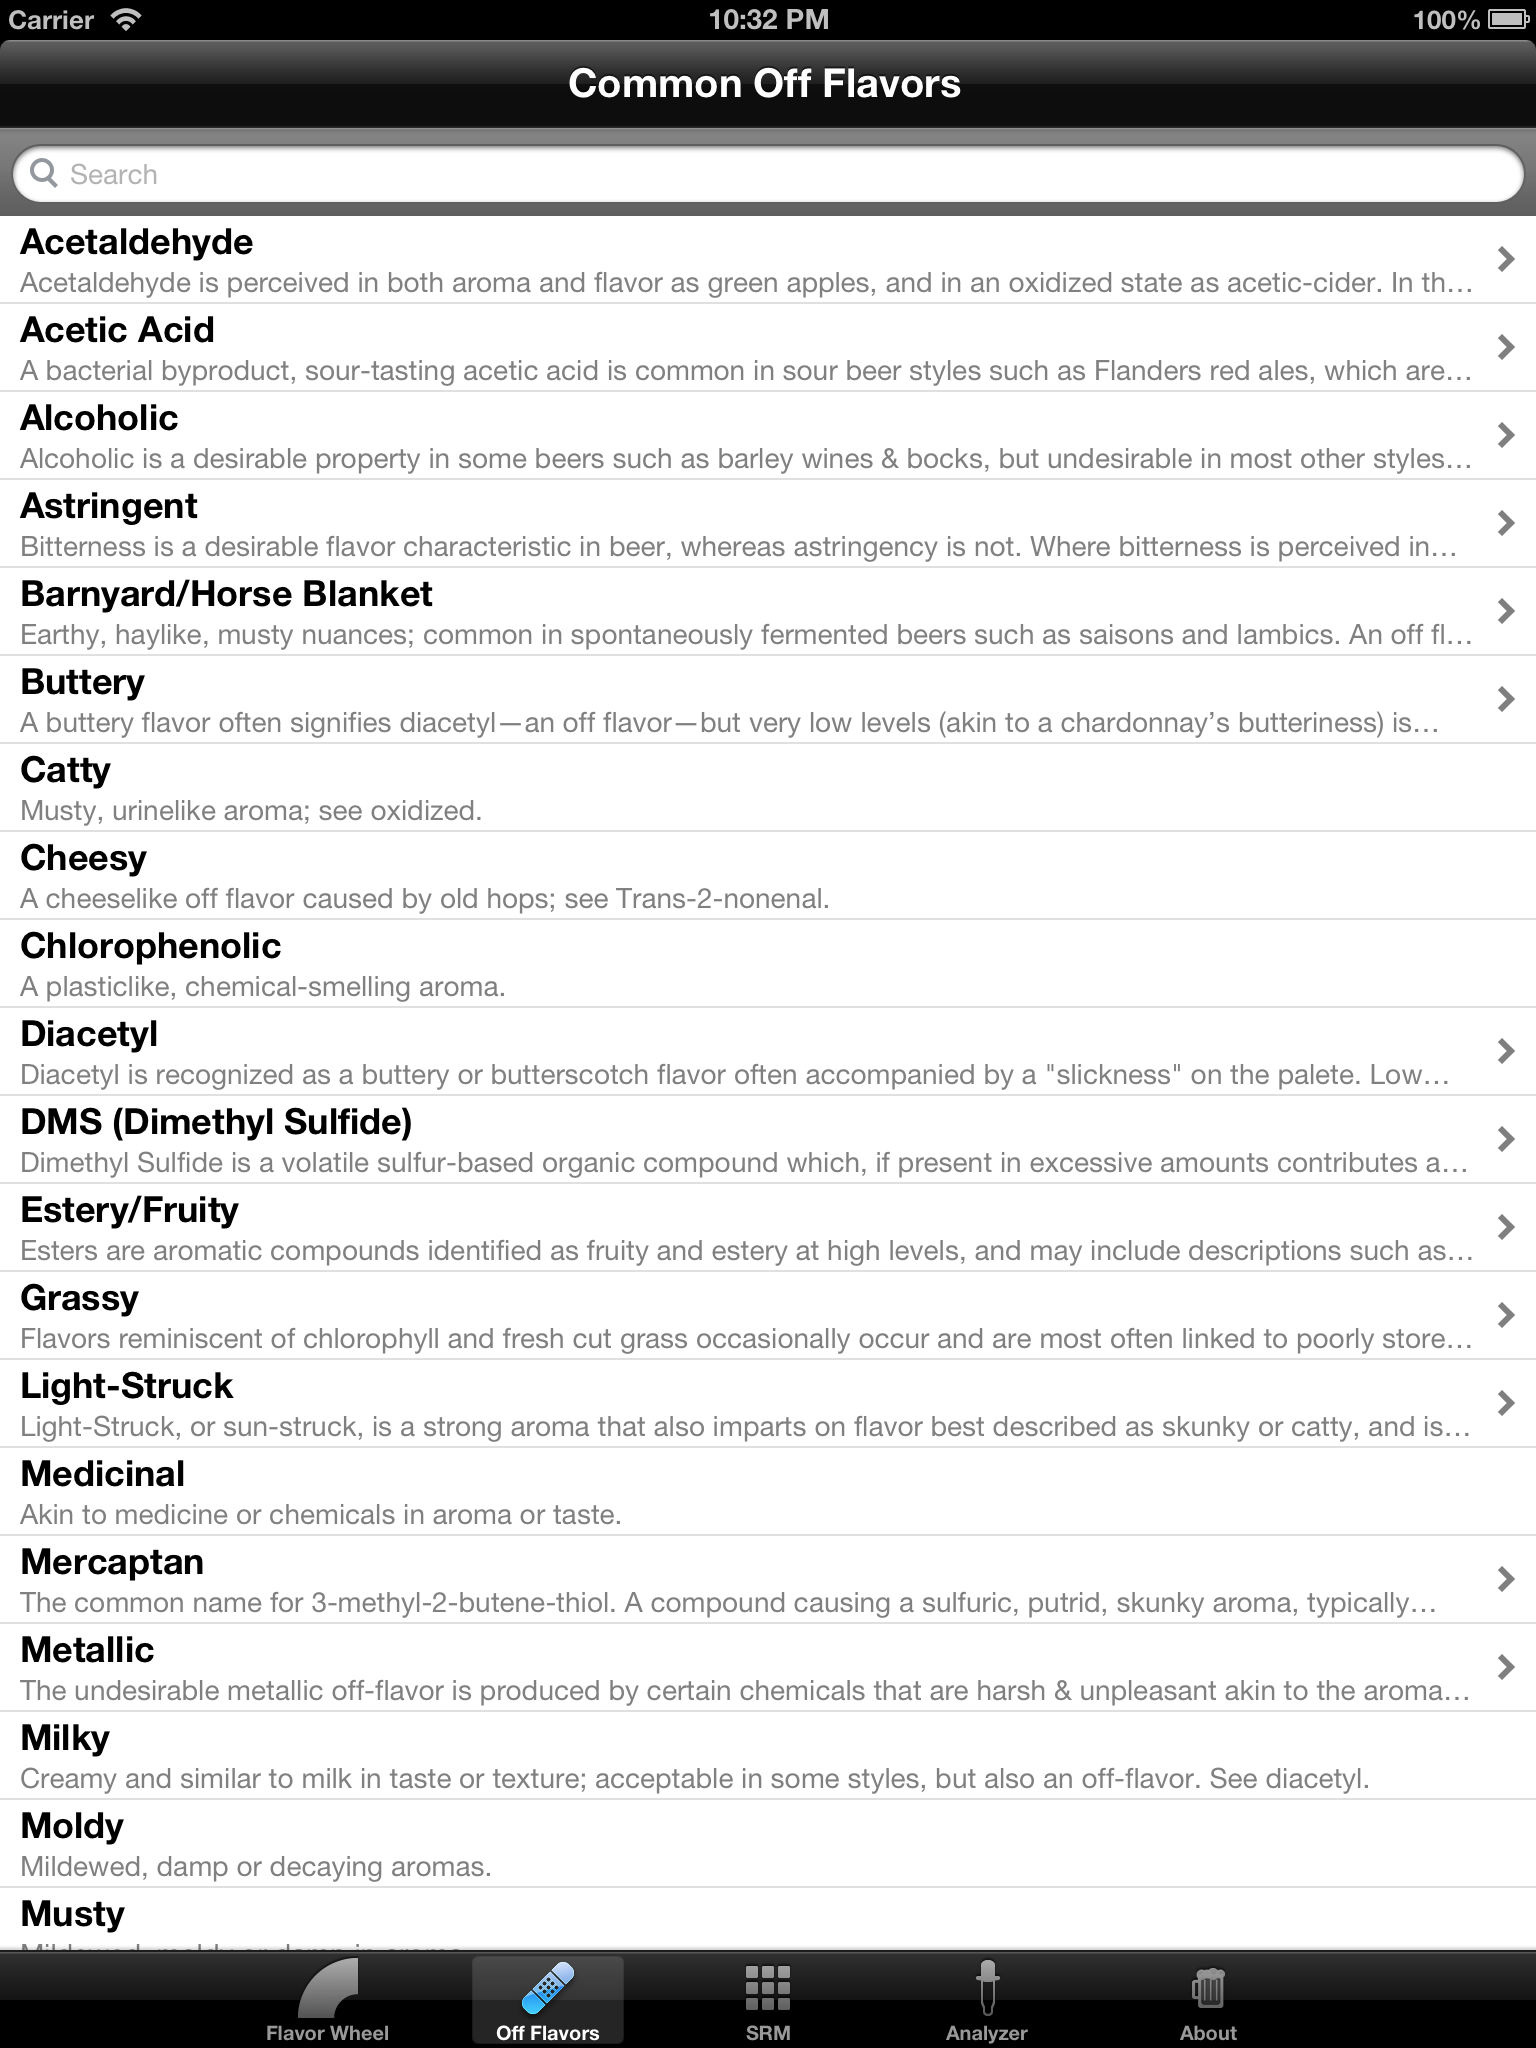 Carrier 10:32 PM 100%
Common Off Flavors
Search
Acetaldehyde
Acetaldehyde is perceived in both aroma and flavor as green apples, and in an oxidized state as acetic-cider. In th…
Acetic Acid
A bacterial byproduct, sour-tasting acetic acid is common in sour beer styles such as Flanders red ales, which are…
Alcoholic
Alcoholic is a desirable property in some beers such as barley wines & bocks, but undesirable in most other styles…
Astringent
Bitterness is a desirable flavor characteristic in beer, whereas astringency is not. Where bitterness is perceived in…
Barnyard/Horse Blanket
Earthy, haylike, musty nuances; common in spontaneously fermented beers such as saisons and lambics. An off fl…
Buttery
A buttery flavor often signifies diacetyl—an off flavor—but very low levels (akin to a chardonnay’s butteriness) is…
Catty
Musty, urinelike aroma; see oxidized.
Cheesy
A cheeselike off flavor caused by old hops; see Trans-2-nonenal.
Chlorophenolic
A plasticlike, chemical-smelling aroma.
Diacetyl
Diacetyl is recognized as a buttery or butterscotch flavor often accompanied by a "slickness" on the palete. Low…
DMS (Dimethyl Sulfide)
Dimethyl Sulfide is a volatile sulfur-based organic compound which, if present in excessive amounts contributes a…
Estery/Fruity
Esters are aromatic compounds identified as fruity and estery at high levels, and may include descriptions such as…
Grassy
Flavors reminiscent of chlorophyll and fresh cut grass occasionally occur and are most often linked to poorly store…
Light-Struck
Light-Struck, or sun-struck, is a strong aroma that also imparts on flavor best described as skunky or catty, and is…
Medicinal
Akin to medicine or chemicals in aroma or taste.
Mercaptan
The common name for 3-methyl-2-butene-thiol. A compound causing a sulfuric, putrid, skunky aroma, typically…
Metallic
The undesirable metallic off-flavor is produced by certain chemicals that are harsh & unpleasant akin to the aroma…
Milky
Creamy and similar to milk in taste or texture; acceptable in some styles, but also an off-flavor. See diacetyl.
Moldy
Mildewed, damp or decaying aromas.
Musty
Flavor Wheel Off Flavors SRM Analyzer About